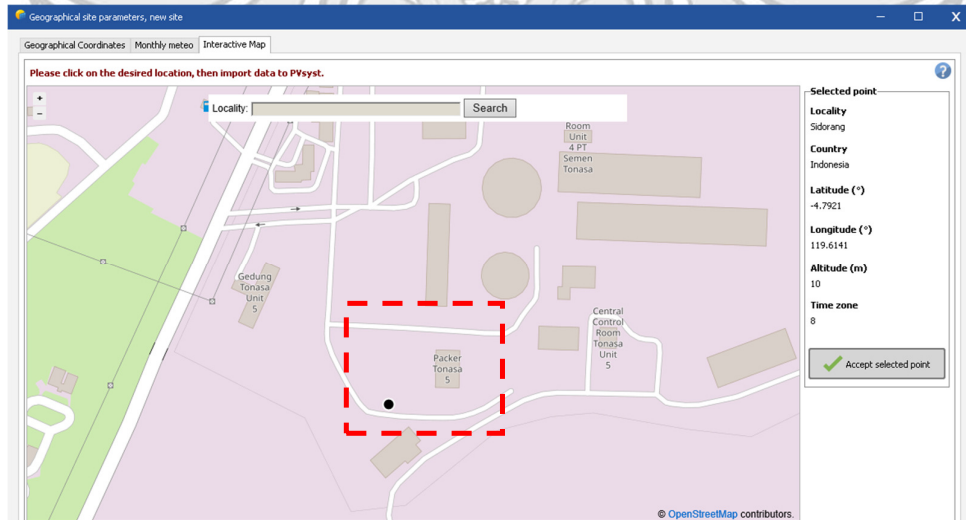 Geographical site parameters, new site
Geographical Coordinates
Monthly meteo
Interactive Map
Please click on the desired location, then import data to PVsyst.
+
−
Locality:
Search
Room
Unit
4 PT
Semen
Tonasa
Gedung
Tonasa
Unit
5
Packer
Tonasa
5
Central
Control
Room
Tonasa
Unit
5
© OpenStreetMap contributors.
Selected point
Locality
Sidorang
Country
Indonesia
Latitude (°)
-4.7921
Longitude (°)
119.6141
Altitude (m)
10
Time zone
8
Accept selected point